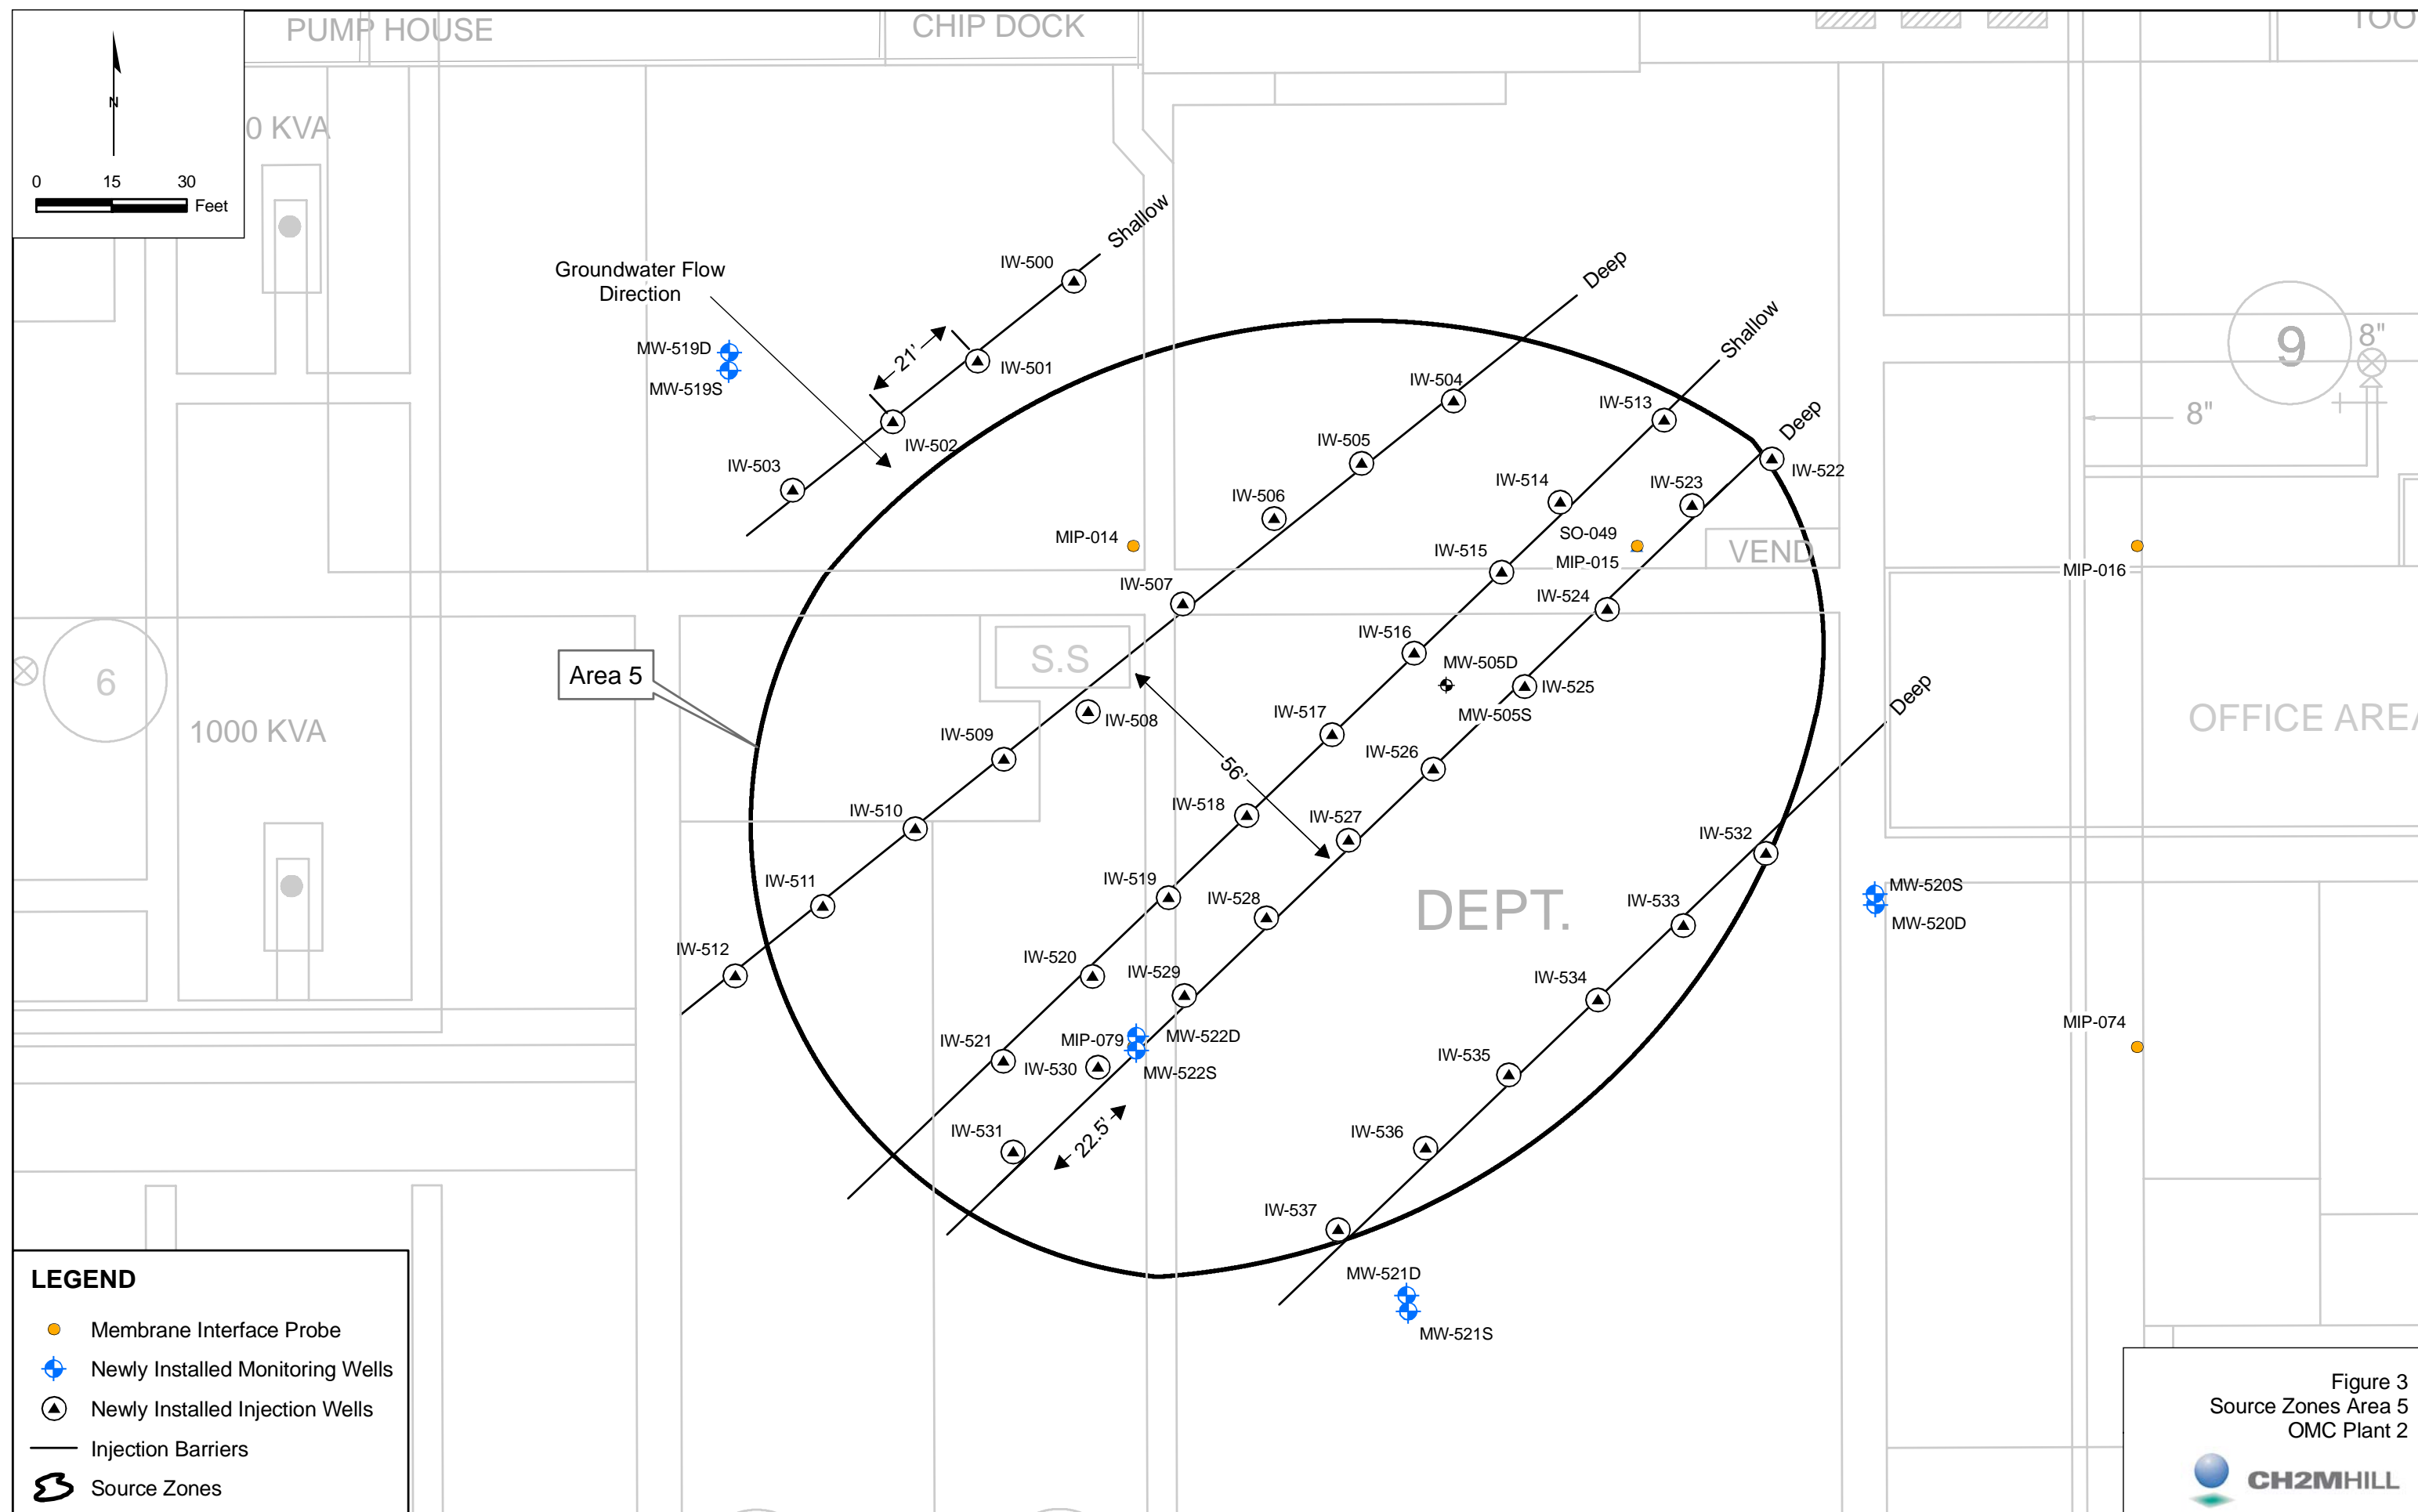 PUMP HOUSE
CHIP DOCK
TOO
N
0 KVA
0 15 30
Feet
Shallow
Groundwater Flow
Direction
IW-500
Deep
MW-519D
MW-519S
21'
IW-501
Shallow
9
8"
8"
IW-502
IW-503
IW-504
IW-513
Deep
IW-505
IW-522
IW-506
IW-514
IW-523
MIP-014
SO-049
IW-515
MIP-015
VEND
MIP-016
IW-507
IW-524
S.S
IW-516
Area 5
MW-505D
IW-525
MW-505S
6
1000 KVA
IW-508
IW-517
Deep
OFFICE AREA
IW-509
IW-526
56'
IW-510
IW-518
IW-527
IW-532
IW-511
IW-519
IW-528
DEPT.
IW-533
MW-520S
MW-520D
IW-512
IW-520
IW-529
IW-534
IW-521
MIP-079
MW-522D
IW-530
MW-522S
IW-535
MIP-074
IW-531
22.5'
IW-536
IW-537
MW-521D
MW-521S
LEGEND
Membrane Interface Probe
Newly Installed Monitoring Wells
Newly Installed Injection Wells
Injection Barriers
Source Zones
Figure 3
Source Zones Area 5
OMC Plant 2
CH2MHILL